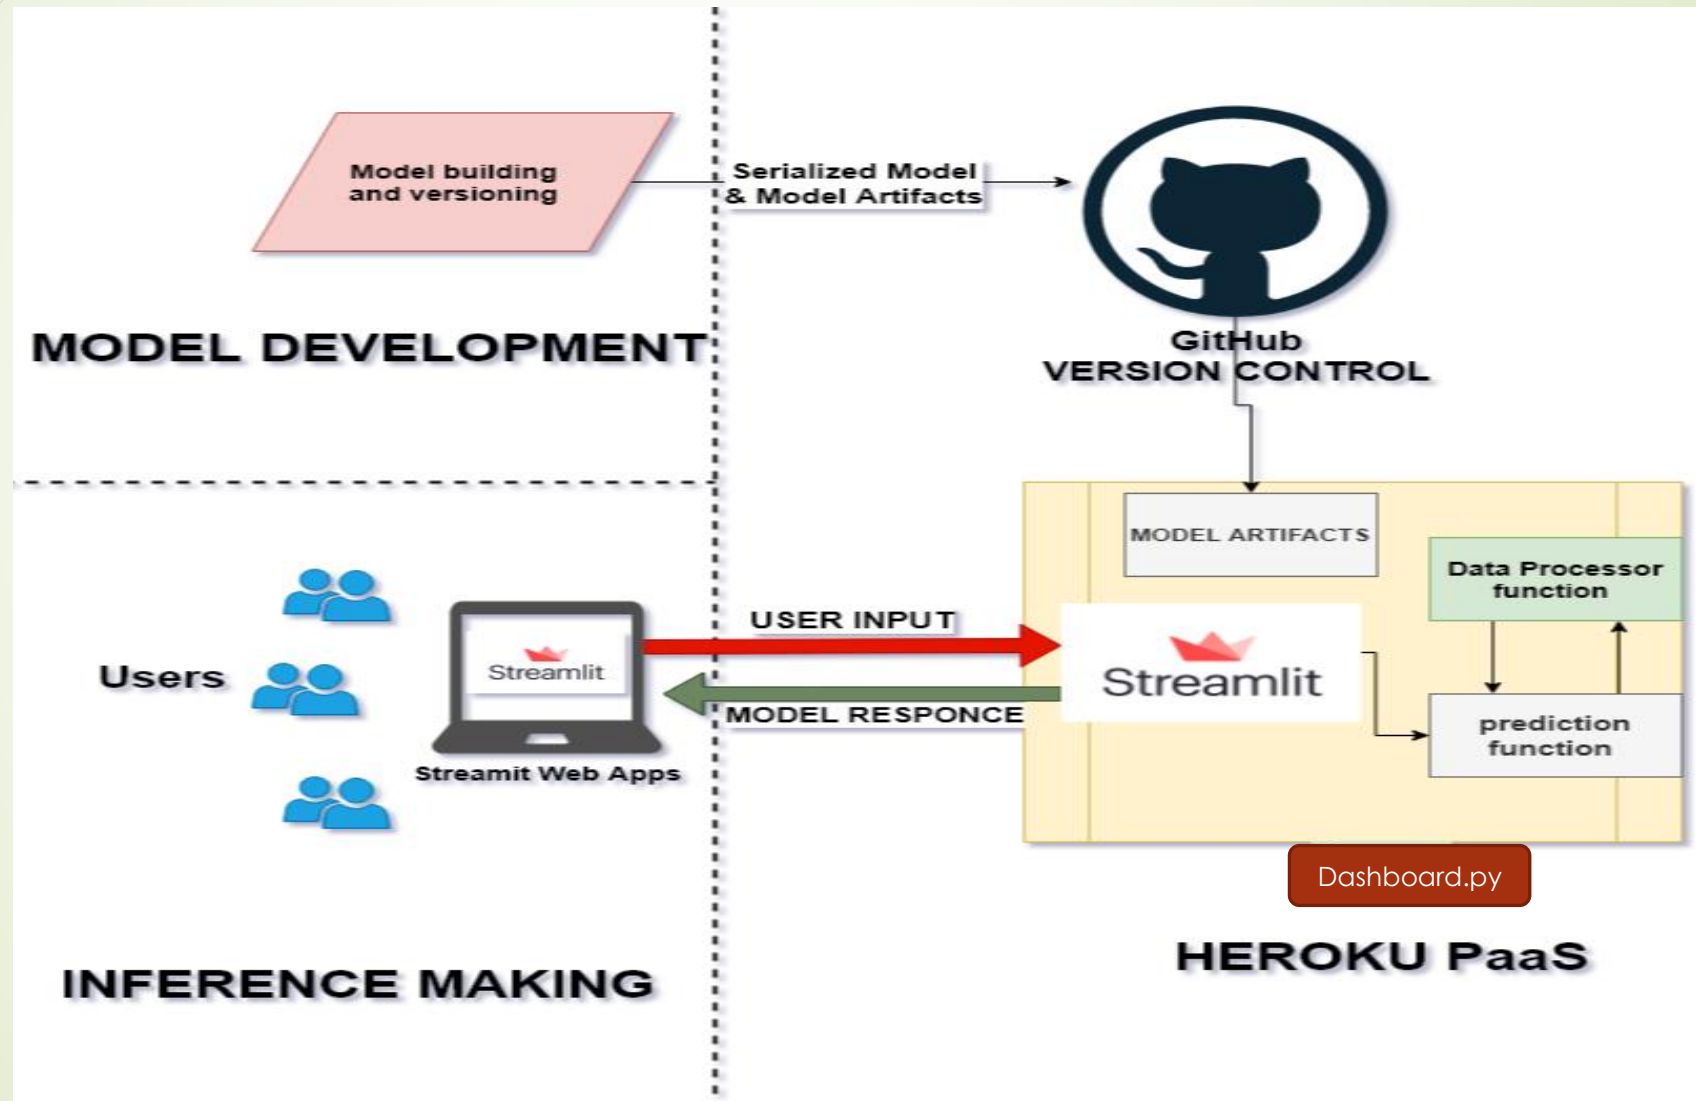 Model building
and versioning
Serialized Model
& Model Artifacts
MODEL DEVELOPMENT
GitHub
VERSION CONTROL
MODEL ARTIFACTS
Data Processor
function
USER INPUT
Streamlit
Streamlit
Users
MODEL RESPONCE
prediction
function
Streamit Web Apps
Dashboard.py
HEROKU PaaS
INFERENCE MAKING